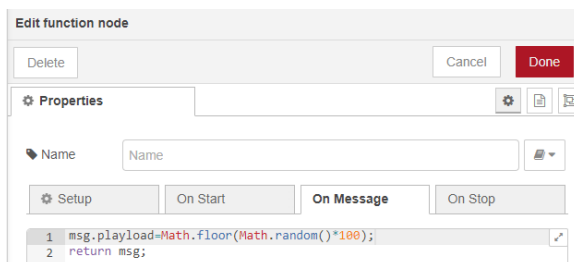 Edit function node
Delete
Cancel
Done
Properties
Name
Name
Setup
On Start
On Message
On Stop
1 msg.playload=Math.floor(Math.random()*100);
2 return msg;